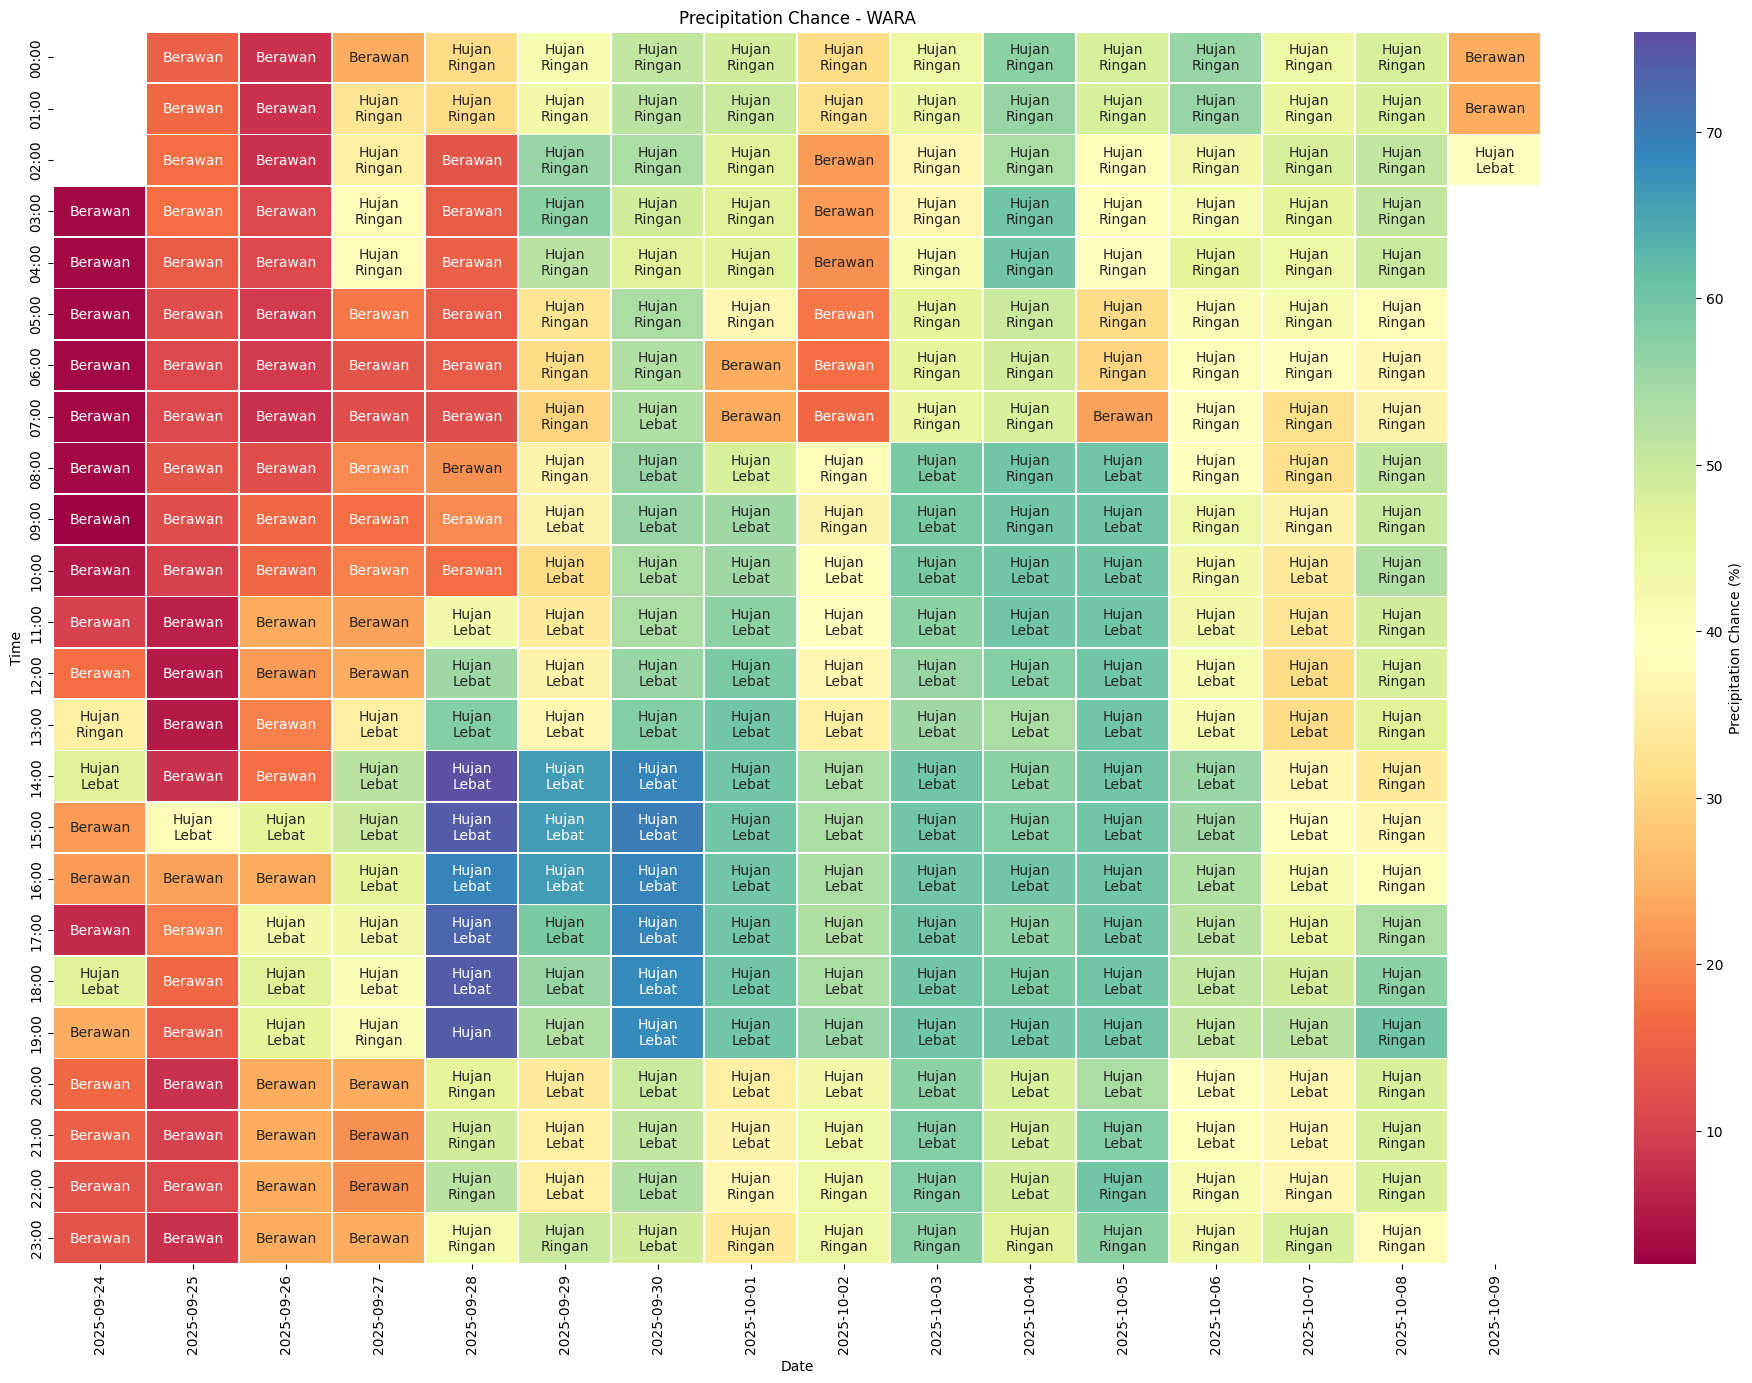 Precipitation Chance - WARA
Time
00:00 Berawan Berawan Berawan Hujan Ringan Hujan Ringan Hujan Ringan Hujan Ringan Hujan Ringan Hujan Ringan Hujan Ringan Hujan Ringan Hujan Ringan Hujan Ringan Hujan Ringan Berawan
01:00 Berawan Berawan Hujan Ringan Hujan Ringan Hujan Ringan Hujan Ringan Hujan Ringan Hujan Ringan Hujan Ringan Hujan Ringan Hujan Ringan Hujan Ringan Hujan Ringan Hujan Ringan Berawan
02:00 Berawan Berawan Hujan Ringan Berawan Hujan Ringan Hujan Ringan Hujan Ringan Berawan Hujan Ringan Hujan Ringan Hujan Ringan Hujan Ringan Hujan Ringan Hujan Ringan Hujan Lebat
03:00 Berawan Berawan Berawan Hujan Ringan Berawan Hujan Ringan Hujan Ringan Hujan Ringan Berawan Hujan Ringan Hujan Ringan Hujan Ringan Hujan Ringan Hujan Ringan Hujan Ringan
04:00 Berawan Berawan Berawan Hujan Ringan Berawan Hujan Ringan Hujan Ringan Hujan Ringan Berawan Hujan Ringan Hujan Ringan Hujan Ringan Hujan Ringan Hujan Ringan Hujan Ringan
05:00 Berawan Berawan Berawan Berawan Berawan Hujan Ringan Hujan Ringan Hujan Ringan Berawan Hujan Ringan Hujan Ringan Hujan Ringan Hujan Ringan Hujan Ringan Hujan Ringan
06:00 Berawan Berawan Berawan Berawan Berawan Hujan Ringan Hujan Ringan Berawan Berawan Hujan Ringan Hujan Ringan Hujan Ringan Hujan Ringan Hujan Ringan Hujan Ringan
07:00 Berawan Berawan Berawan Berawan Berawan Hujan Ringan Hujan Lebat Berawan Berawan Hujan Ringan Hujan Ringan Berawan Hujan Ringan Hujan Ringan Hujan Ringan
08:00 Berawan Berawan Berawan Berawan Berawan Hujan Ringan Hujan Lebat Hujan Lebat Hujan Ringan Hujan Lebat Hujan Ringan Hujan Lebat Hujan Ringan Hujan Ringan Hujan Ringan
09:00 Berawan Berawan Berawan Berawan Berawan Hujan Lebat Hujan Lebat Hujan Lebat Hujan Ringan Hujan Lebat Hujan Ringan Hujan Lebat Hujan Ringan Hujan Ringan Hujan Ringan
10:00 Berawan Berawan Berawan Berawan Berawan Hujan Lebat Hujan Lebat Hujan Lebat Hujan Lebat Hujan Lebat Hujan Lebat Hujan Lebat Hujan Ringan Hujan Lebat Hujan Ringan
11:00 Berawan Berawan Berawan Berawan Hujan Lebat Hujan Lebat Hujan Lebat Hujan Lebat Hujan Lebat Hujan Lebat Hujan Lebat Hujan Lebat Hujan Lebat Hujan Lebat Hujan Ringan
12:00 Berawan Berawan Berawan Berawan Hujan Lebat Hujan Lebat Hujan Lebat Hujan Lebat Hujan Lebat Hujan Lebat Hujan Lebat Hujan Lebat Hujan Lebat Hujan Lebat Hujan Ringan
13:00 Hujan Ringan Berawan Berawan Hujan Lebat Hujan Lebat Hujan Lebat Hujan Lebat Hujan Lebat Hujan Lebat Hujan Lebat Hujan Lebat Hujan Lebat Hujan Lebat Hujan Lebat Hujan Ringan
14:00 Hujan Lebat Berawan Berawan Hujan Lebat Hujan Lebat Hujan Lebat Hujan Lebat Hujan Lebat Hujan Lebat Hujan Lebat Hujan Lebat Hujan Lebat Hujan Lebat Hujan Lebat Hujan Ringan
15:00 Berawan Hujan Lebat Hujan Lebat Hujan Lebat Hujan Lebat Hujan Lebat Hujan Lebat Hujan Lebat Hujan Lebat Hujan Lebat Hujan Lebat Hujan Lebat Hujan Lebat Hujan Lebat Hujan Ringan
16:00 Berawan Berawan Berawan Hujan Lebat Hujan Lebat Hujan Lebat Hujan Lebat Hujan Lebat Hujan Lebat Hujan Lebat Hujan Lebat Hujan Lebat Hujan Lebat Hujan Lebat Hujan Ringan
17:00 Berawan Berawan Hujan Lebat Hujan Lebat Hujan Lebat Hujan Lebat Hujan Lebat Hujan Lebat Hujan Lebat Hujan Lebat Hujan Lebat Hujan Lebat Hujan Lebat Hujan Lebat Hujan Ringan
18:00 Hujan Lebat Berawan Hujan Lebat Hujan Lebat Hujan Lebat Hujan Lebat Hujan Lebat Hujan Lebat Hujan Lebat Hujan Lebat Hujan Lebat Hujan Lebat Hujan Lebat Hujan Lebat Hujan Ringan
19:00 Berawan Berawan Hujan Lebat Hujan Ringan Hujan Hujan Lebat Hujan Lebat Hujan Lebat Hujan Lebat Hujan Lebat Hujan Lebat Hujan Lebat Hujan Lebat Hujan Lebat Hujan Ringan
20:00 Berawan Berawan Berawan Berawan Hujan Ringan Hujan Lebat Hujan Lebat Hujan Lebat Hujan Lebat Hujan Lebat Hujan Lebat Hujan Lebat Hujan Lebat Hujan Lebat Hujan Ringan
21:00 Berawan Berawan Berawan Berawan Hujan Ringan Hujan Lebat Hujan Lebat Hujan Lebat Hujan Lebat Hujan Lebat Hujan Lebat Hujan Lebat Hujan Lebat Hujan Lebat Hujan Ringan
22:00 Berawan Berawan Berawan Berawan Hujan Ringan Hujan Lebat Hujan Lebat Hujan Ringan Hujan Ringan Hujan Ringan Hujan Lebat Hujan Ringan Hujan Ringan Hujan Ringan Hujan Ringan
23:00 Berawan Berawan Berawan Berawan Hujan Ringan Hujan Ringan Hujan Lebat Hujan Ringan Hujan Ringan Hujan Ringan Hujan Ringan Hujan Ringan Hujan Ringan Hujan Ringan Hujan Ringan
2025-09-24
2025-09-25
2025-09-26
2025-09-27
2025-09-28
2025-09-29
2025-09-30
2025-10-01
2025-10-02
2025-10-03
2025-10-04
2025-10-05
2025-10-06
2025-10-07
2025-10-08
2025-10-09
Date
70
60
50
40
30
20
10
Precipitation Chance (%)